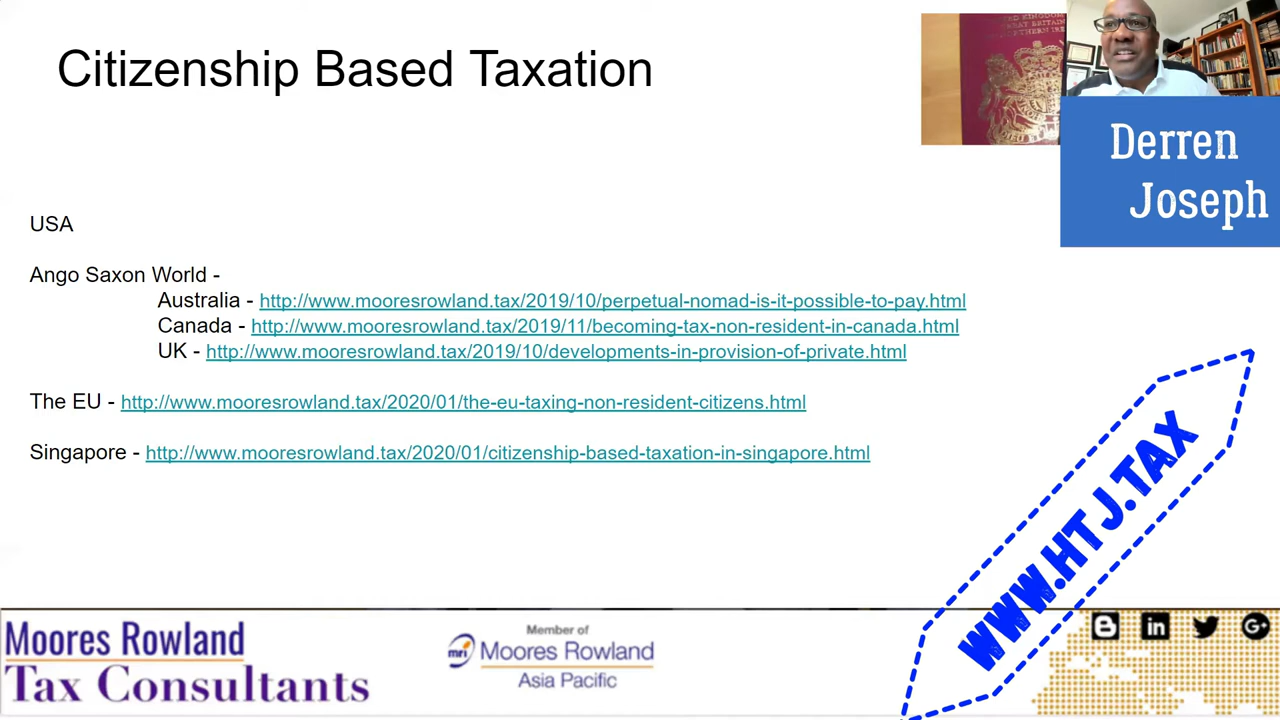 Citizenship Based Taxation
Derren
Joseph
USA
Ango Saxon World -
Australia - http://www.mooresrowland.tax/2019/10/perpetual-nomad-is-it-possible-to-pay.html
Canada - http://www.mooresrowland.tax/2019/11/becoming-tax-non-resident-in-canada.html
UK - http://www.mooresrowland.tax/2019/10/developments-in-provision-of-private.html
The EU - http://www.mooresrowland.tax/2020/01/the-eu-taxing-non-resident-citizens.html
Singapore - http://www.mooresrowland.tax/2020/01/citizenship-based-taxation-in-singapore.html
WWW.HTJ.TAX
Moores Rowland
Tax Consultants
Member of
mri Moores Rowland
Asia Pacific